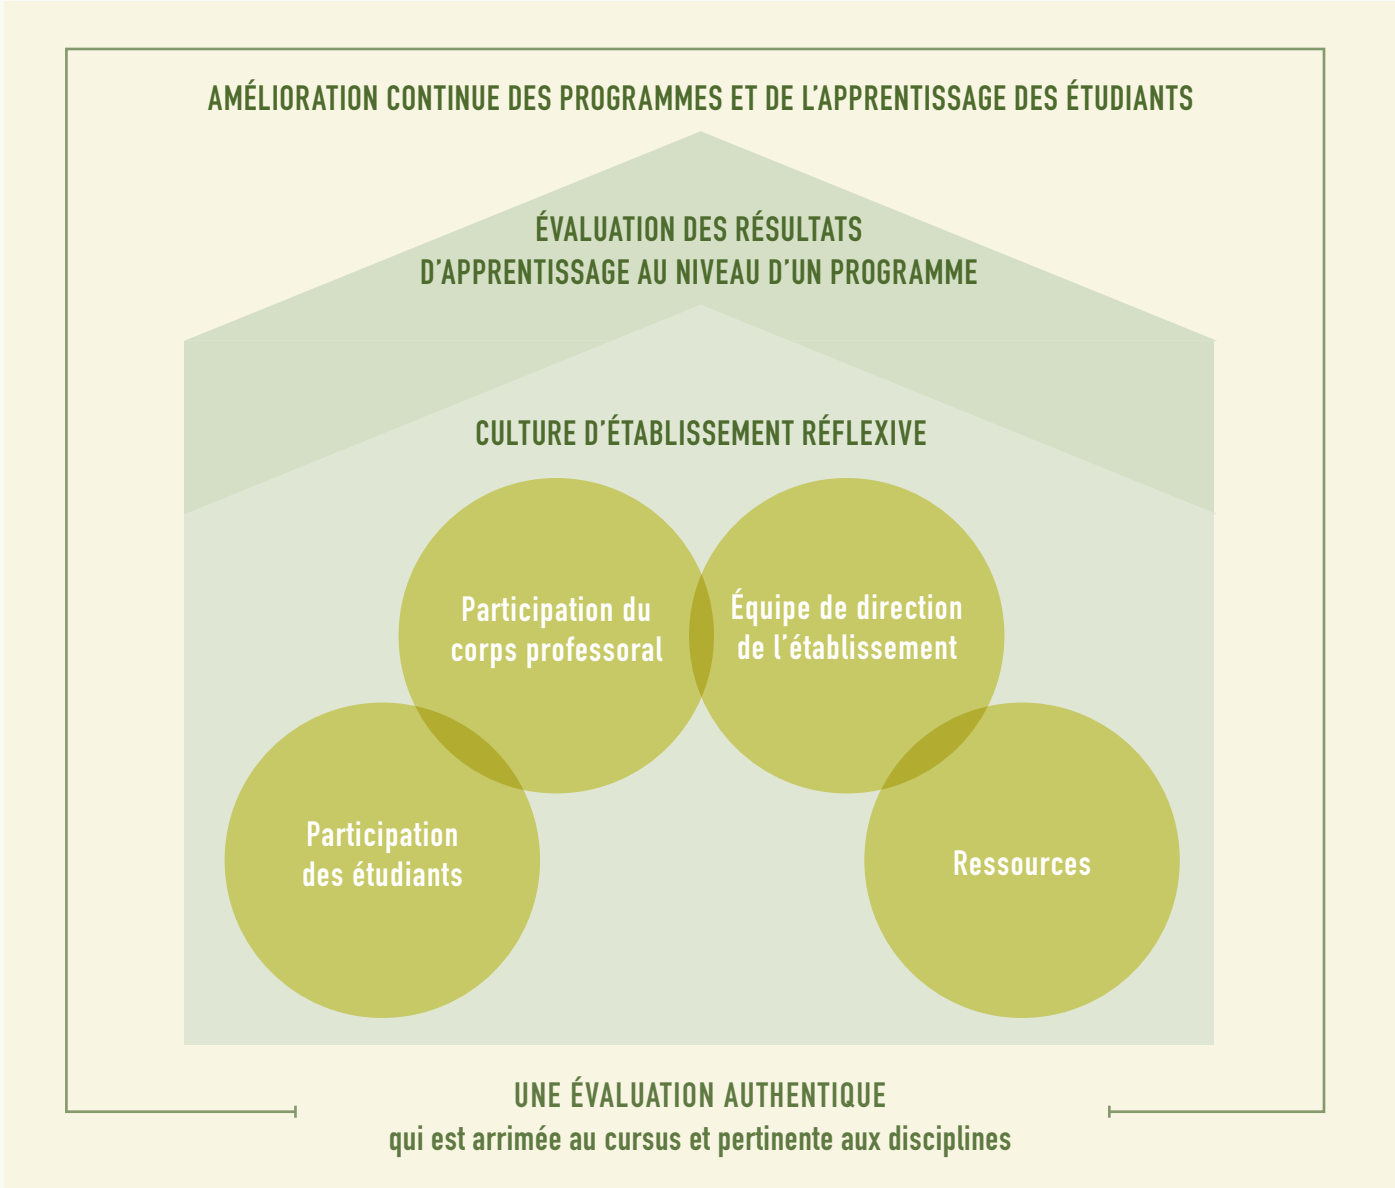 AMÉLIORATION CONTINUE DES PROGRAMMES ET DE L'APPRENTISSAGE DES ÉTUDIANTS
ÉVALUATION DES RÉSULTATS
D'APPRENTISSAGE AU NIVEAU D'UN PROGRAMME
CULTURE D'ÉTABLISSEMENT RÉFLEXIVE
Participation du
corps professoral
Équipe de direction
de l'établissement
Participation
des étudiants
Ressources
UNE ÉVALUATION AUTHENTIQUE
qui est arrimée au cursus et pertinente aux disciplines